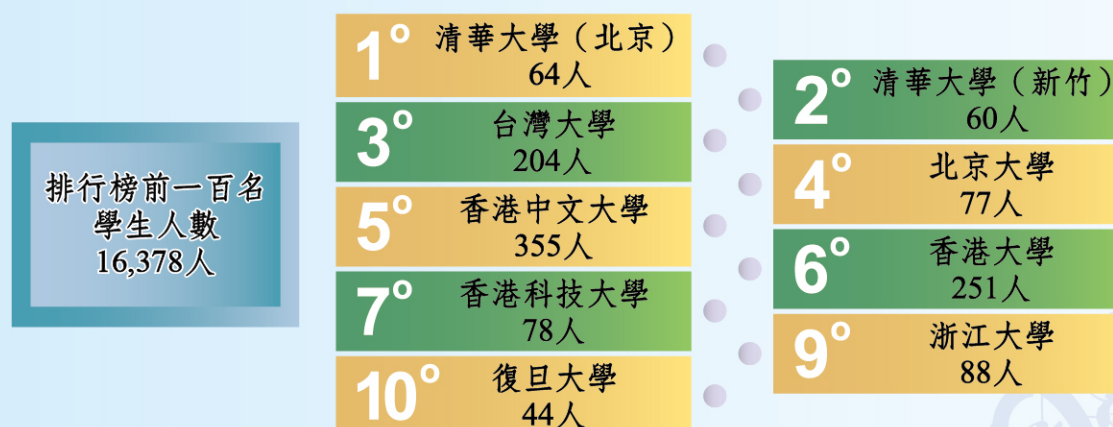 排行榜前一百名
學生人數
16,378人
1°
清華大學（北京）
64人
2°
清華大學（新竹）
60人
3°
台灣大學
204人
4°
北京大學
77人
5°
香港中文大學
355人
6°
香港大學
251人
7°
香港科技大學
78人
9°
浙江大學
88人
10°
復旦大學
44人